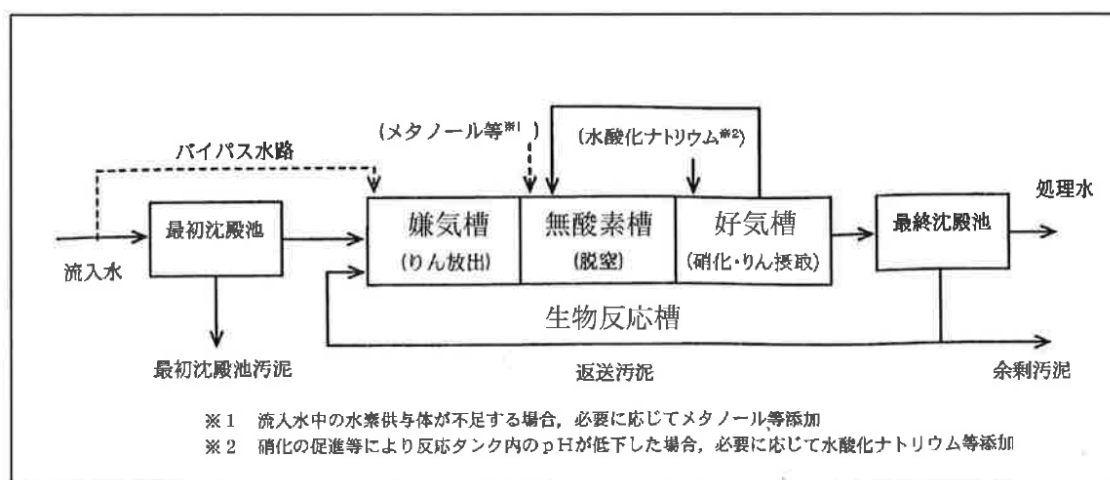 (メタノール等※1)
(水酸化ナトリウム※2)
バイパス水路
処理水
最初沈殿池
嫌気槽
(りん放出)
無酸素槽
(脱窒)
好気槽
(硝化・りん摂取)
最終沈殿池
流入水
生物反応槽
最初沈殿池汚泥
返送汚泥
余剰汚泥
※1 流入水中の水素供与体が不足する場合,必要に応じてメタノール等添加
※2 硝化の促進等により反応タンク内のpHが低下した場合,必要に応じて水酸化ナトリウム等添加